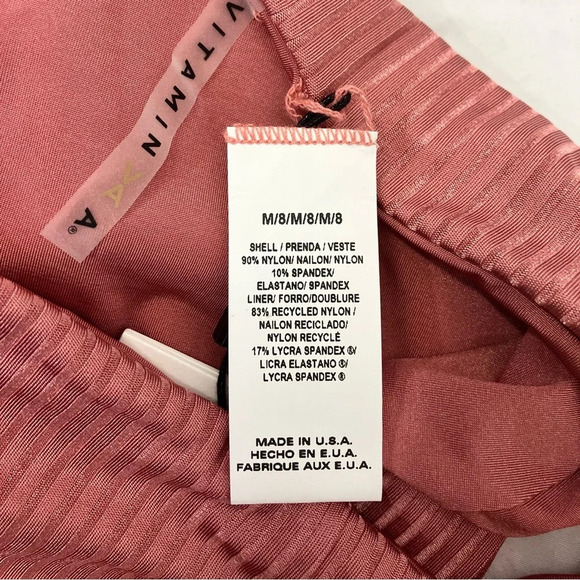 VITAMIN A®
M/8/M/8/M/8
SHELL / PRENDA / VESTE
90% NYLON/ NAILON/ NYLON
10% SPANDEX/
ELASTANO/ SPANDEX
LINER/ FORRO/DOUBLURE
83% RECYCLED NYLON /
NAILON RECICLADO/
NYLON RECYCLÉ
17% LYCRA SPANDEX ®/
LICRA ELASTANO ®/
LYCRA SPANDEX ®
MADE IN U.S.A.
HECHO EN E.U.A.
FABRIQUE AUX E.U.A.